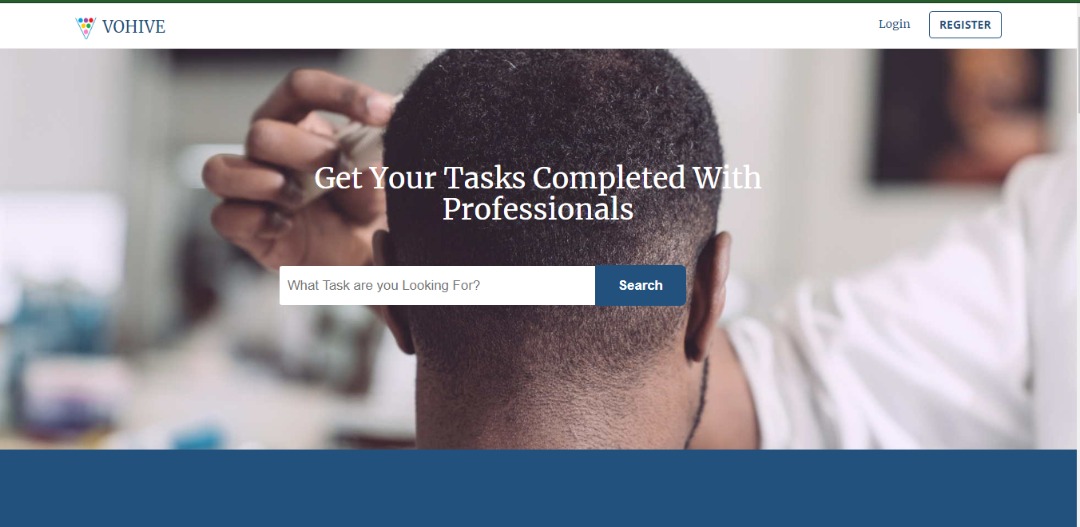 VOHIVE
Login
REGISTER
Get Your Tasks Completed With
Professionals
What Task are you Looking For?
Search